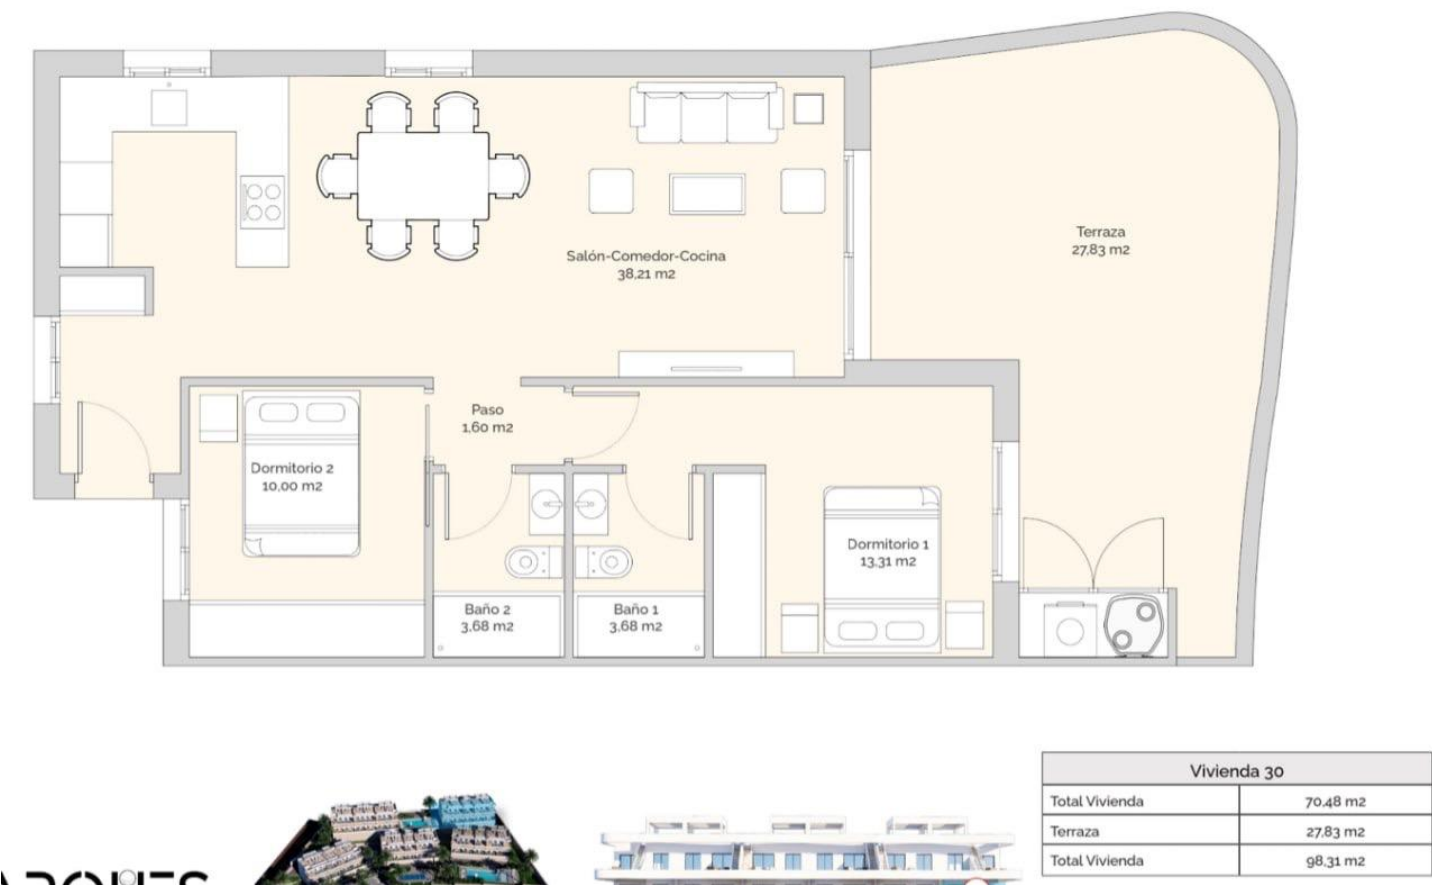 Terraza
27,83 m2
Salón-Comedor-Cocina
38,21 m2
Paso
1,60 m2
Dormitorio 2
10,00 m2
Dormitorio 1
13,31 m2
Baño 2
3,68 m2
Baño 1
3,68 m2
Vivienda 30
Total Vivienda 70,48 m2
Terraza 27,83 m2
Total Vivienda 98,31 m2